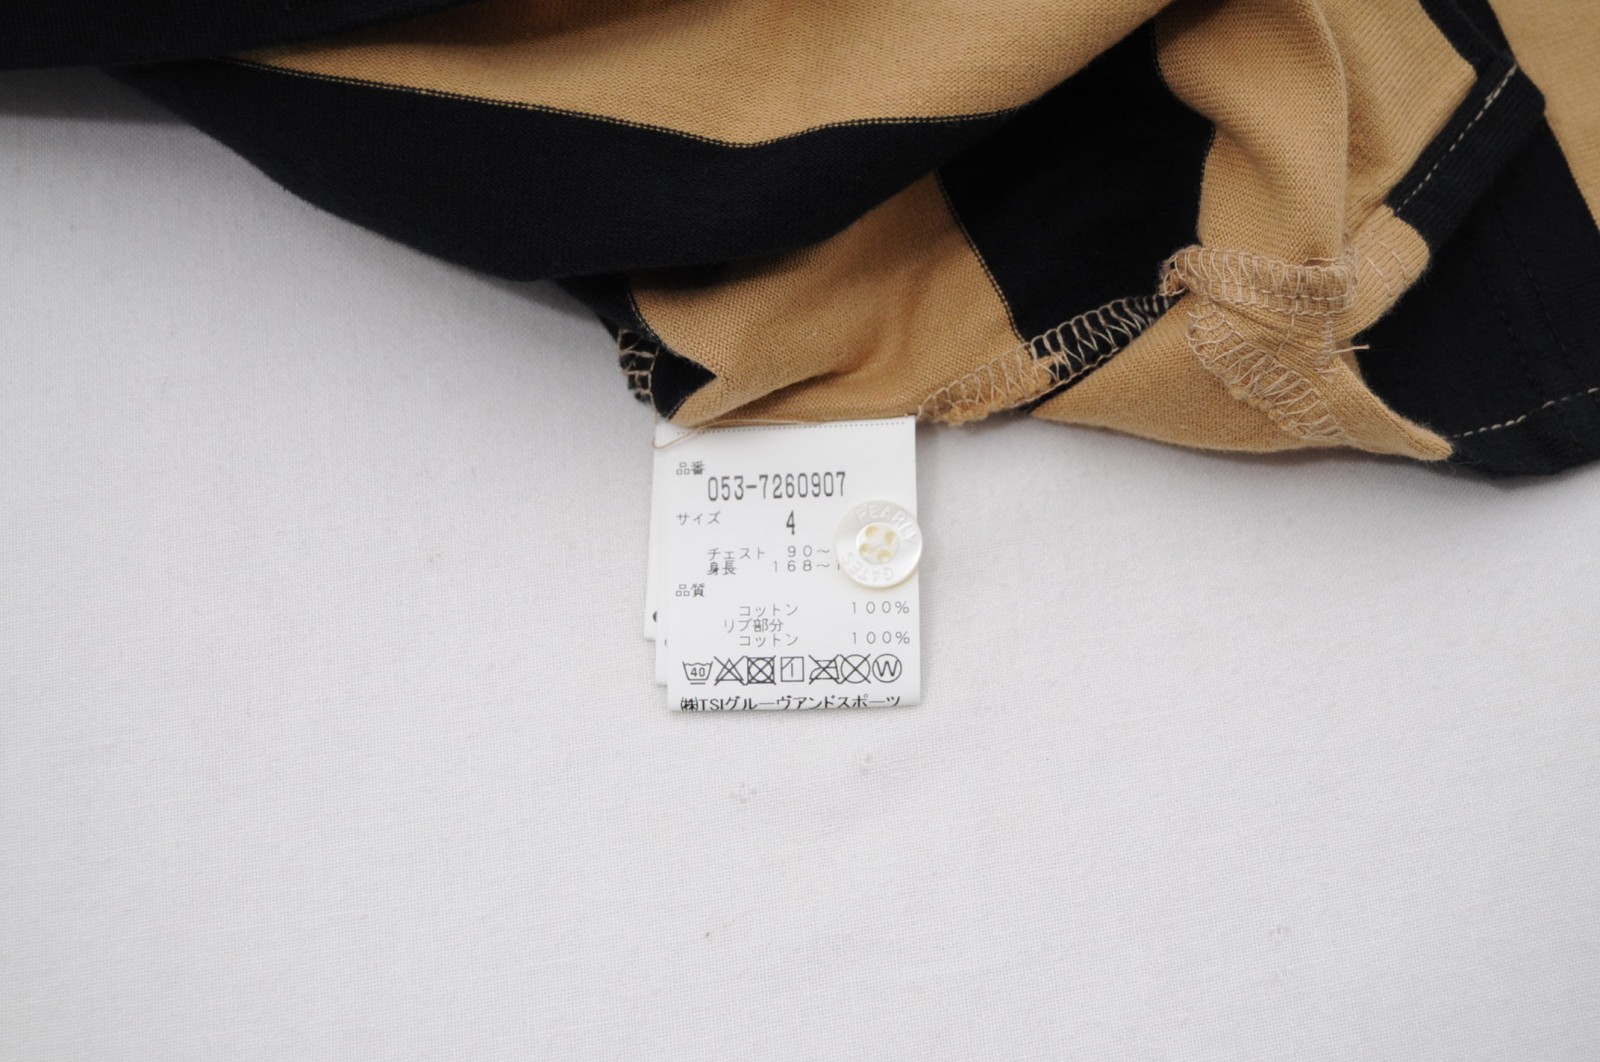 品番
053-7260907
サイズ 4
チェスト 90〜
身長 168〜
品質
コットン 100%
リブ部分
コットン 100%
40 W
㈱TSIグルーヴアンドスポーツ
PEARLY
GATES